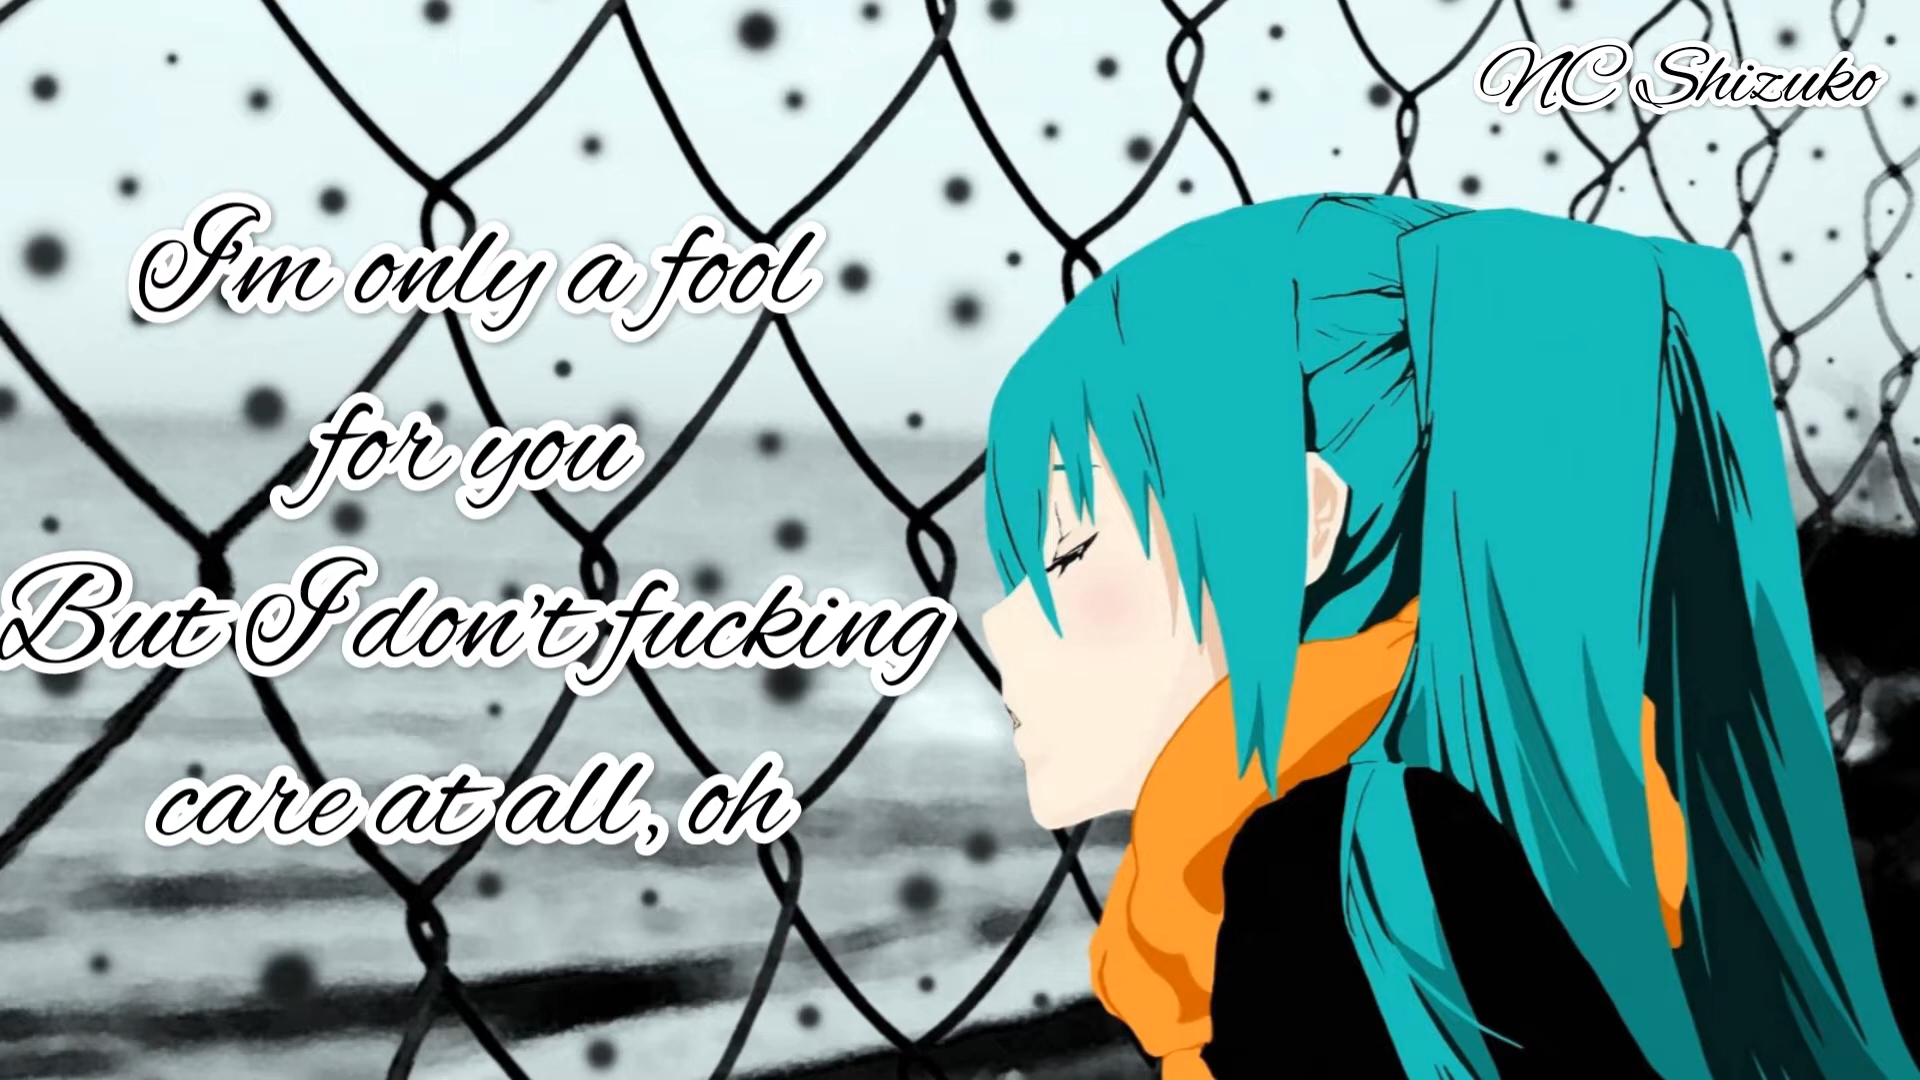 NC Shizuko
I'm only a fool
for you
But I don't fucking
care at all, oh